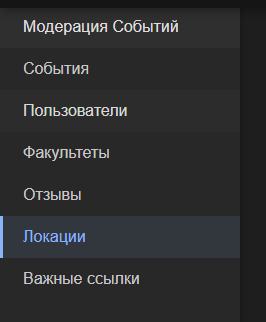 Модерация Событий
События
Пользователи
Факультеты
Отзывы
Локации
Важные ссылки